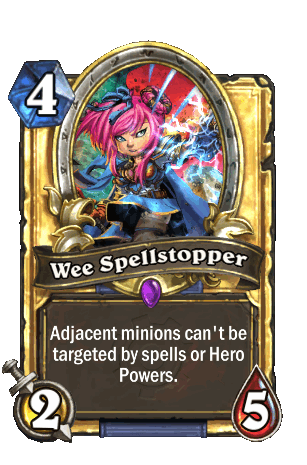 4
Wee Spellstopper
Adjacent minions can't be
targeted by spells or Hero
Powers.
2
5